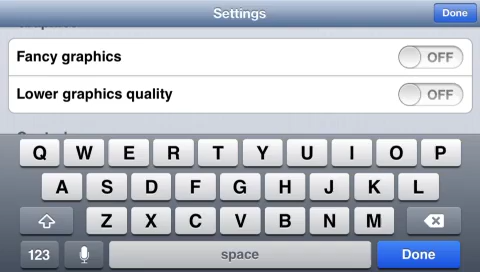 Settings
Done
Fancy graphics
OFF
Lower graphics quality
OFF
Q W E R T Y U I O P
A S D F G H J K L
Z X C V B N M
123 space Done